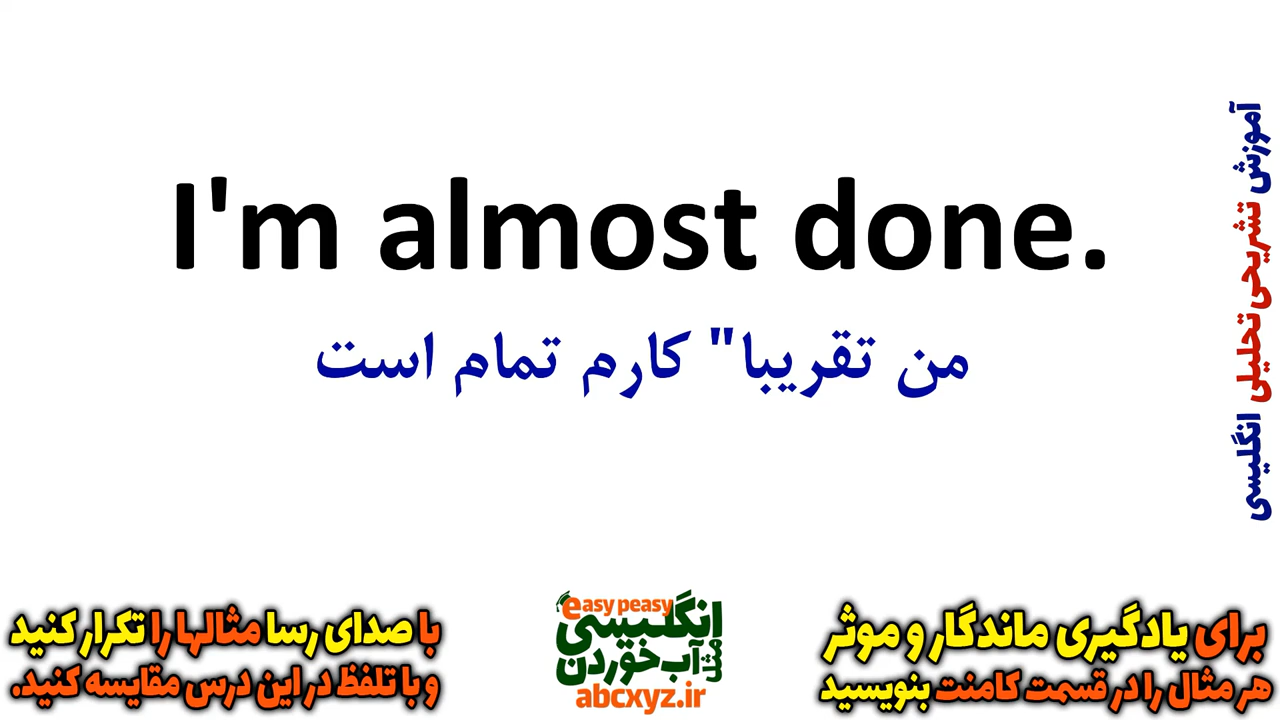 I'm almost done.
من تقریبا" کارم تمام است
آموزش تشریحی تحلیلی انگلیسی
برای یادگیری ماندگار و موثر
هر مثال را در قسمت کامنت بنویسید
easy peasy
انگلیسی
مثل آب خوردن
abcxyz.ir
با صدای رسا مثالها را تکرار کنید
و با تلفظ در این درس مقایسه کنید.